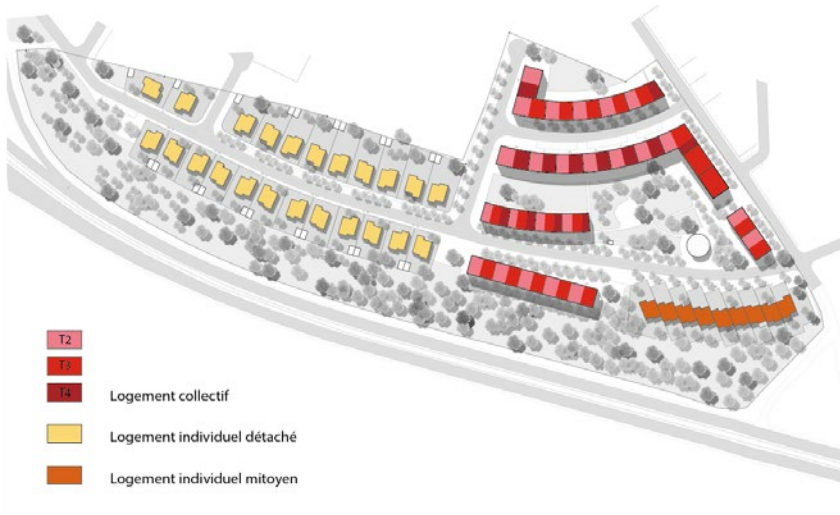 T2
T3
T4
Logement collectif
Logement individuel détaché
Logement individuel mitoyen